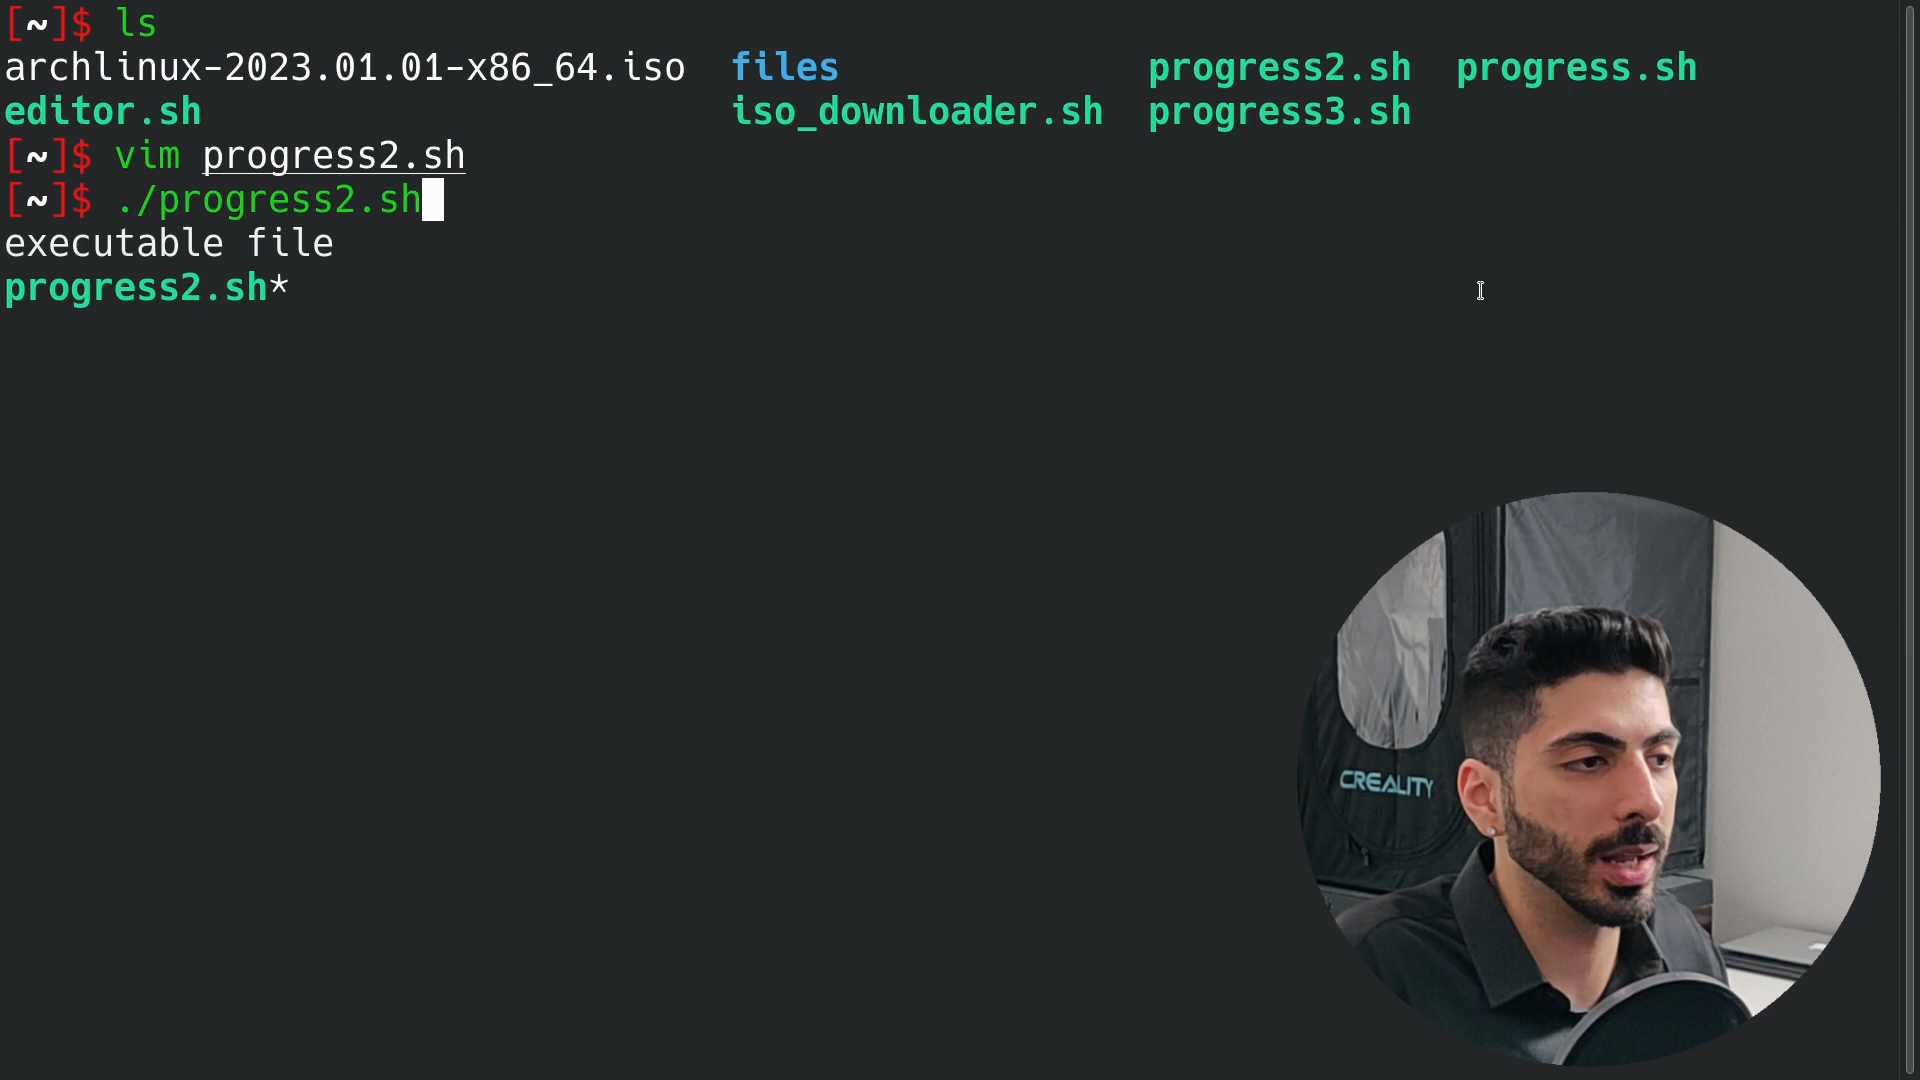 [~]$ ls
archlinux-2023.01.01-x86_64.iso  files  progress2.sh  progress.sh
editor.sh  iso_downloader.sh  progress3.sh
[~]$ vim progress2.sh
[~]$ ./progress2.sh
executable file
progress2.sh*
CREALITY